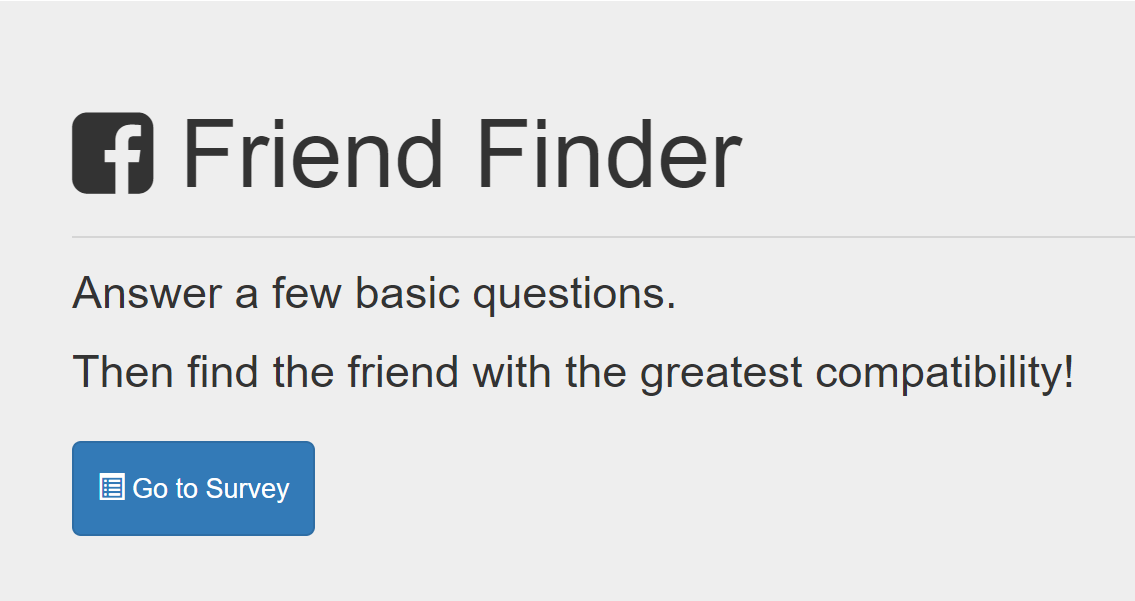 Friend Finder
Answer a few basic questions.
Then find the friend with the greatest compatibility!
Go to Survey